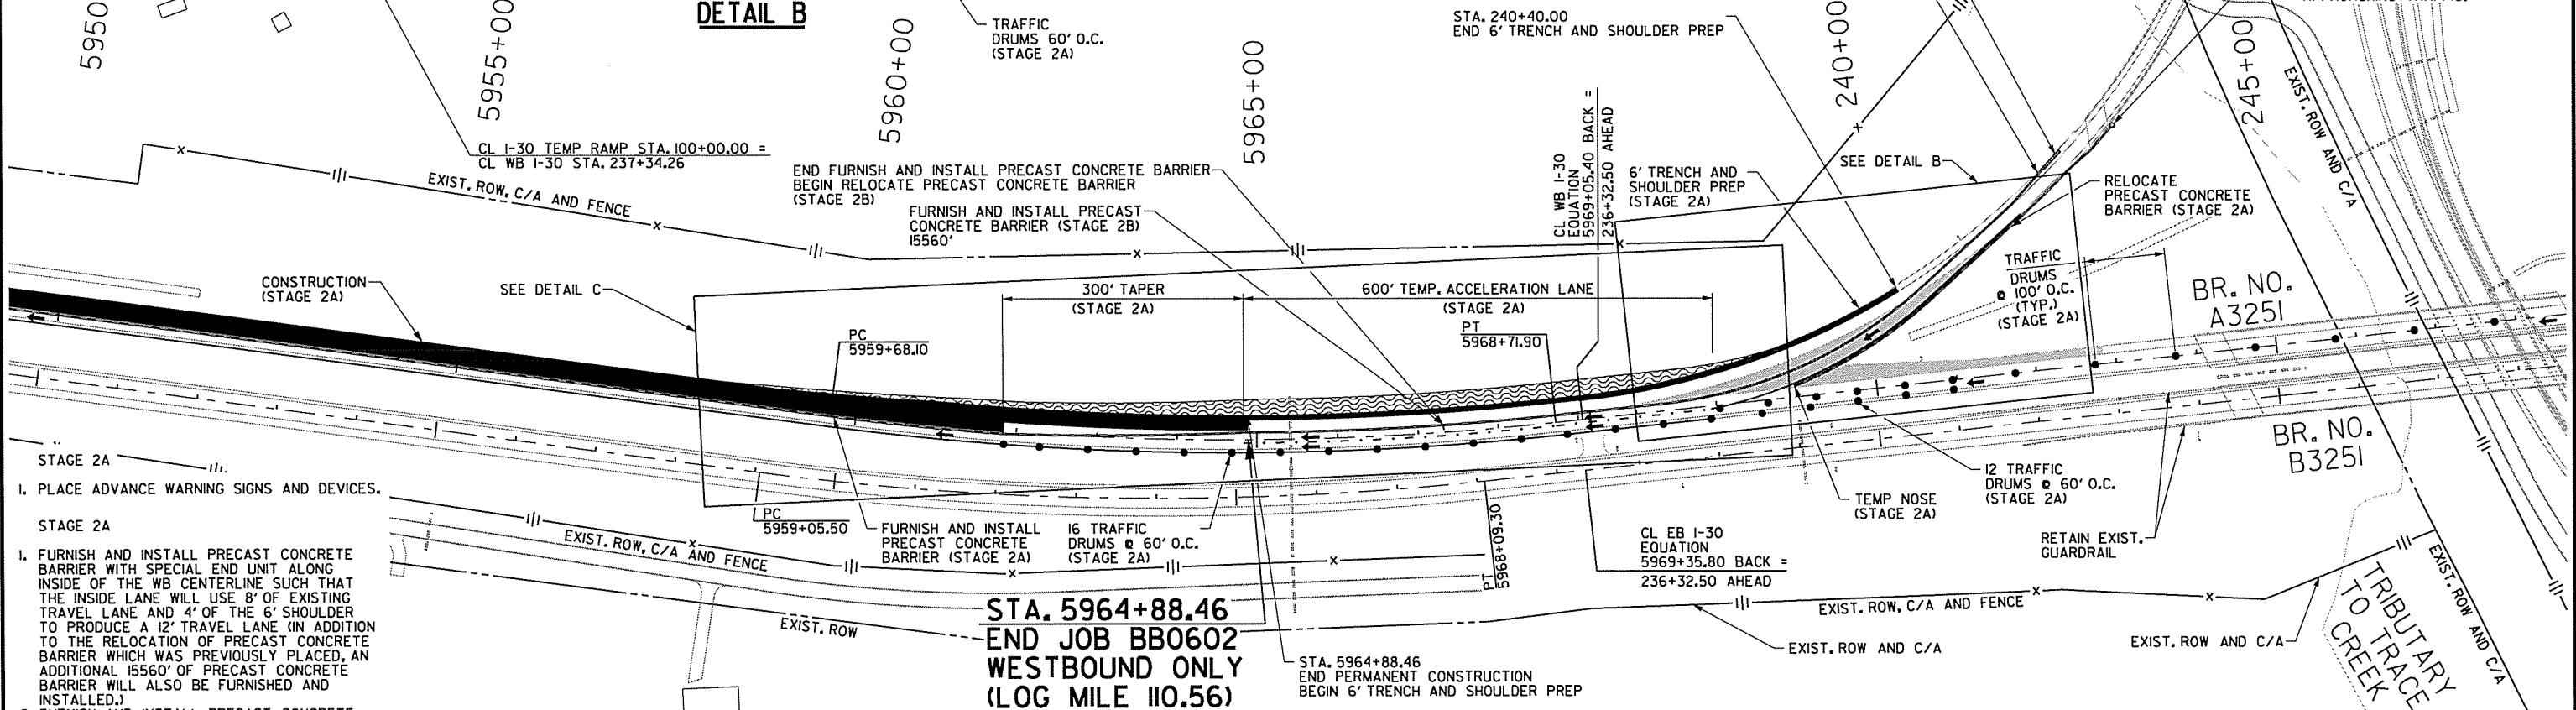 DETAIL B
5950
5955+00
5960+00
5965+00
240+00
245+00
TRAFFIC
DRUMS 60' O.C.
(STAGE 2A)
STA. 240+40.00
END 6' TRENCH AND SHOULDER PREP
CL I-30 TEMP RAMP STA. 100+00.00 =
CL WB I-30 STA. 237+34.26
EXIST. ROW, C/A AND FENCE
END FURNISH AND INSTALL PRECAST CONCRETE BARRIER
BEGIN RELOCATE PRECAST CONCRETE BARRIER
(STAGE 2B)
FURNISH AND INSTALL PRECAST
CONCRETE BARRIER (STAGE 2B)
15560'
CL WB I-30
EQUATION
5969+05.40 BACK =
236+32.50 AHEAD
6' TRENCH AND
SHOULDER PREP
(STAGE 2A)
SEE DETAIL B
RELOCATE
PRECAST CONCRETE
BARRIER (STAGE 2A)
EXIST. ROW AND C/A
TRAFFIC
DRUMS
@ 100' O.C.
(TYP.)
(STAGE 2A)
BR. NO.
A3251
CONSTRUCTION
(STAGE 2A)
SEE DETAIL C
300' TAPER
(STAGE 2A)
600' TEMP. ACCELERATION LANE
(STAGE 2A)
PC
5959+68.10
PT
5968+71.90
BR. NO.
B3251
STAGE 2A
1. PLACE ADVANCE WARNING SIGNS AND DEVICES.
STAGE 2A
1. FURNISH AND INSTALL PRECAST CONCRETE
BARRIER WITH SPECIAL END UNIT ALONG
INSIDE OF THE WB CENTERLINE SUCH THAT
THE INSIDE LANE WILL USE 8' OF EXISTING
TRAVEL LANE AND 4' OF THE 6' SHOULDER
TO PRODUCE A 12' TRAVEL LANE (IN ADDITION
TO THE RELOCATION OF PRECAST CONCRETE
BARRIER WHICH WAS PREVIOUSLY PLACED, AN
ADDITIONAL 15560' OF PRECAST CONCRETE
BARRIER WILL ALSO BE FURNISHED AND
INSTALLED.)
PC
5959+05.50
FURNISH AND INSTALL
PRECAST CONCRETE
BARRIER (STAGE 2A)
16 TRAFFIC
DRUMS @ 60' O.C.
(STAGE 2A)
EXIST. ROW, C/A AND FENCE
EXIST. ROW
STA. 5964+88.46
END JOB BB0602
WESTBOUND ONLY
(LOG MILE 110.56)
STA. 5964+88.46
END PERMANENT CONSTRUCTION
BEGIN 6' TRENCH AND SHOULDER PREP
PT
5968+09.30
CL EB I-30
EQUATION
5969+35.80 BACK =
236+32.50 AHEAD
TEMP NOSE
(STAGE 2A)
12 TRAFFIC
DRUMS @ 60' O.C.
(STAGE 2A)
RETAIN EXIST.
GUARDRAIL
EXIST. ROW, C/A AND FENCE
EXIST. ROW AND C/A
EXIST. ROW AND C/A
EXIST. ROW AND C/A
TRIBUTARY
TO TRACE
CREEK